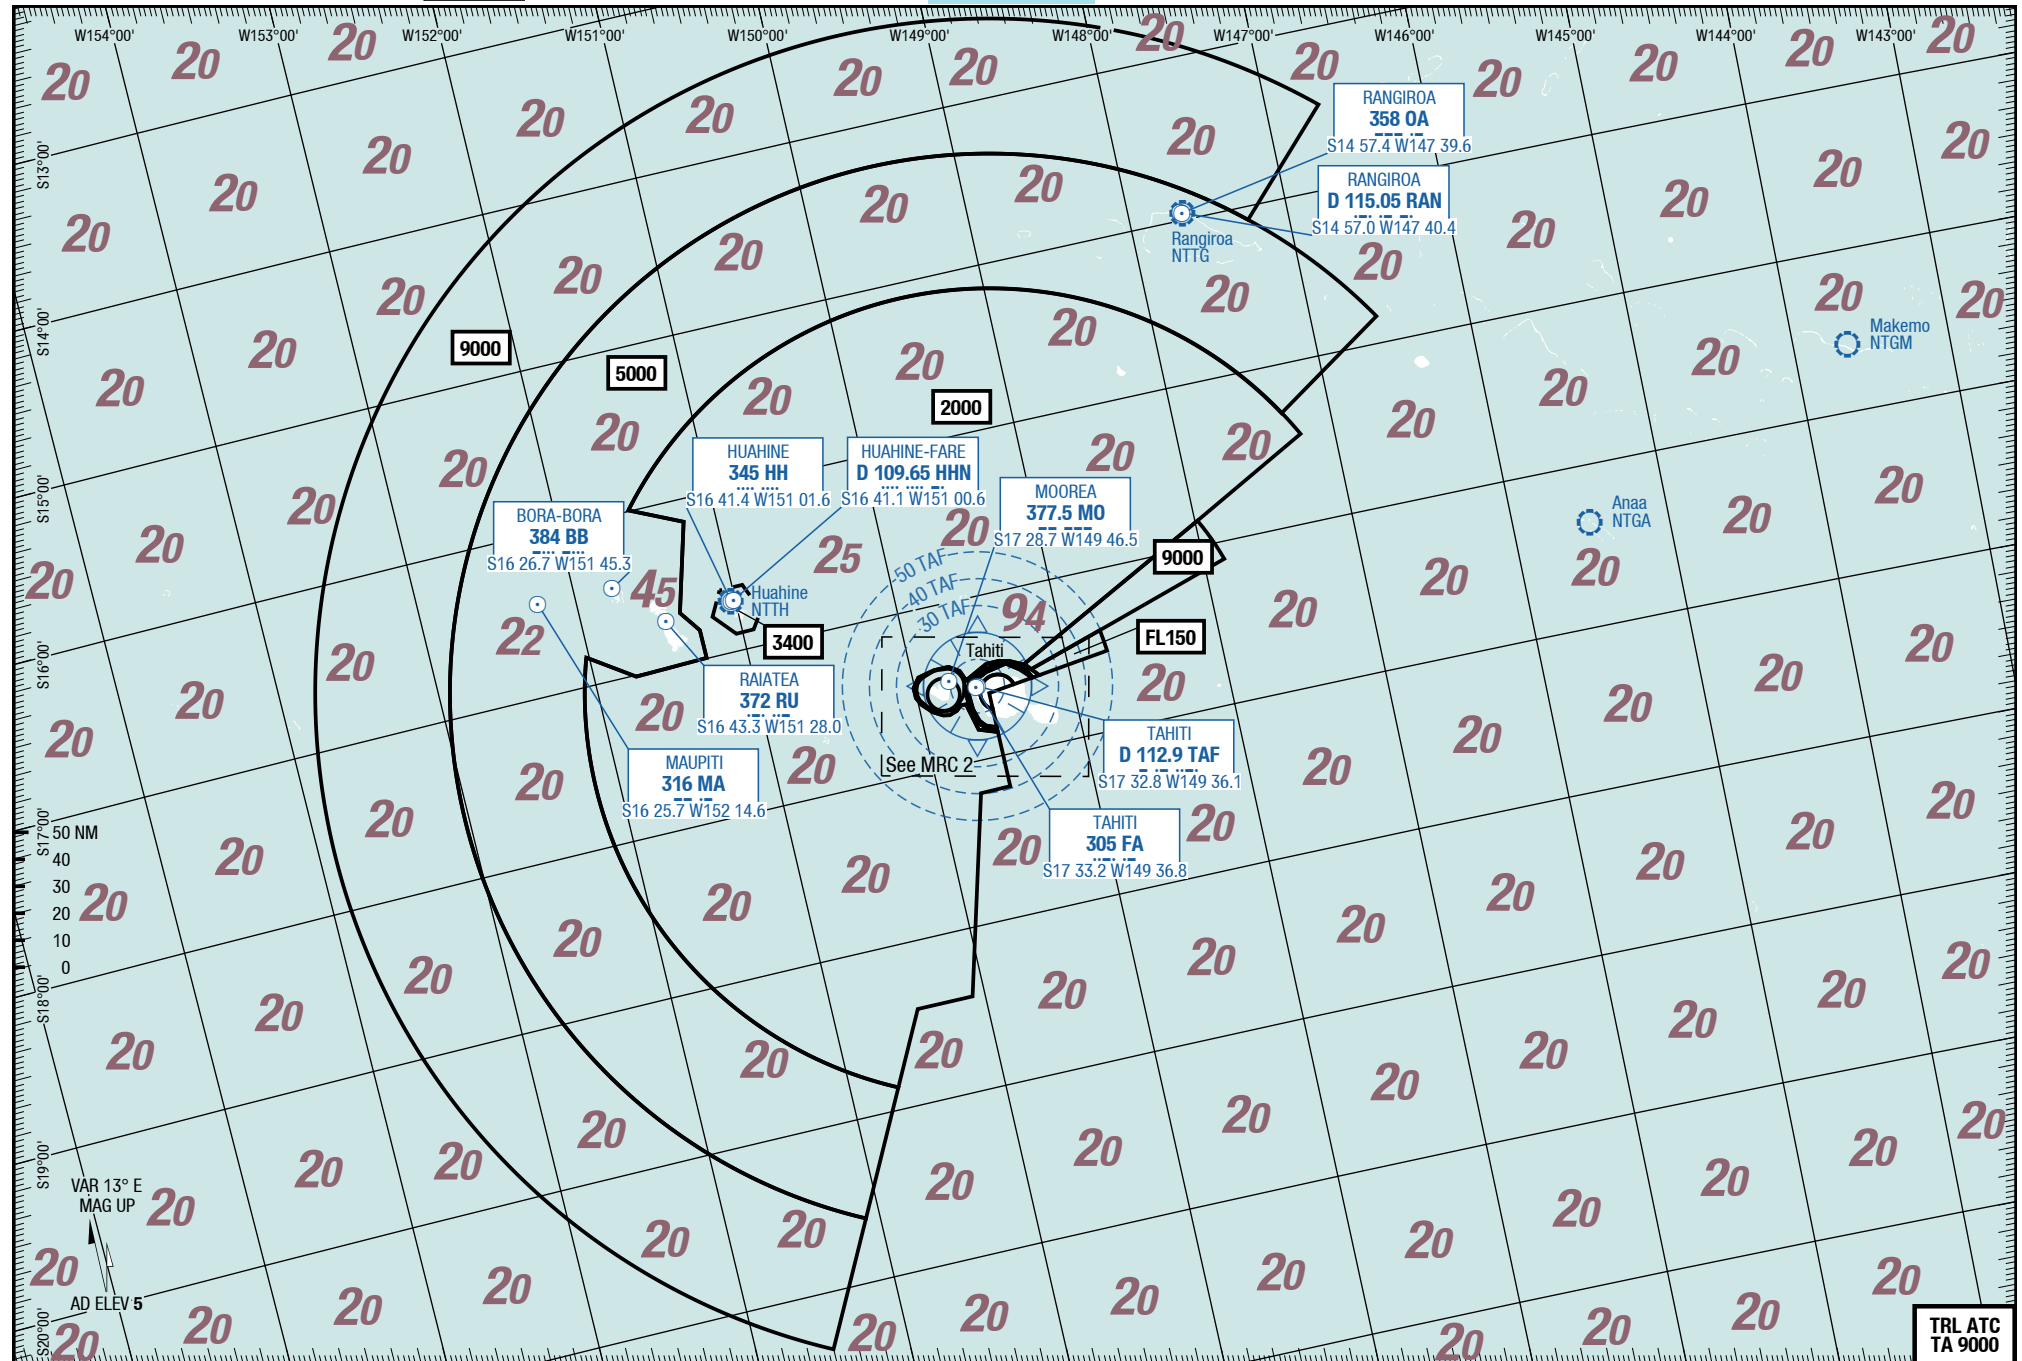 W154°00'
W153°00'
W152°00'
W151°00'
W150°00'
W149°00'
W148°00'
W147°00'
W146°00'
W145°00'
W144°00'
W143°00'
S13°00'
S14°00'
S15°00'
S16°00'
S17°00'
S18°00'
S19°00'
S20°00'
RANGIROA
358 OA
S14 57.4 W147 39.6
RANGIROA
D 115.05 RAN
S14 57.0 W147 40.4
Rangiroa
NTTG
Makemo
NTGM
Anaa
NTGA
9000
5000
2000
HUAHINE
345 HH
S16 41.4 W151 01.6
HUAHINE-FARE
D 109.65 HHN
S16 41.1 W151 00.6
MOOREA
377.5 MO
S17 28.7 W149 46.5
BORA-BORA
384 BB
S16 26.7 W151 45.3
45
25
20
94
22
50 TAF
40 TAF
30 TAF
9000
Huahine
NTTH
3400
FL150
Tahiti
RAIATEA
372 RU
S16 43.3 W151 28.0
MAUPITI
316 MA
S16 25.7 W152 14.6
See MRC 2
TAHITI
D 112.9 TAF
S17 32.8 W149 36.1
TAHITI
305 FA
S17 33.2 W149 36.8
50 NM
40
30
20
10
0
VAR 13° E
MAG UP
AD ELEV 5
TRL ATC
TA 9000